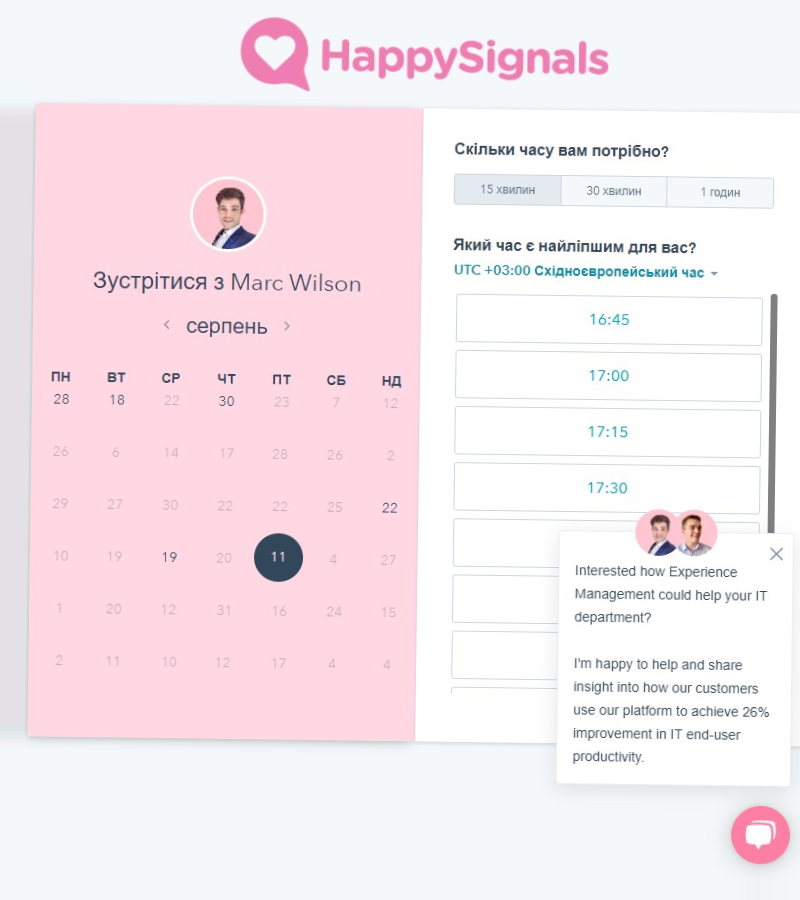 HappySignals
Зустрітися з Marc Wilson
серпень
ПН ВТ СР ЧТ ПТ СБ НД
28 18 22 30 23 7 12
26 6 14 17 28 26 2
29 27 30 22 22 25 22
10 19 19 20 11 4 27
1 20 12 31 16 24 15
2 11 10 12 17 4 4
Скільки часу вам потрібно?
15 хвилин 30 хвилин 1 годин
Який час є найліпшим для вас?
UTC +03:00 Східноєвропейський час
16:45
17:00
17:15
17:30
Interested how Experience
Management could help your IT
department?
I'm happy to help and share
insight into how our customers
use our platform to achieve 26%
improvement in IT end-user
productivity.